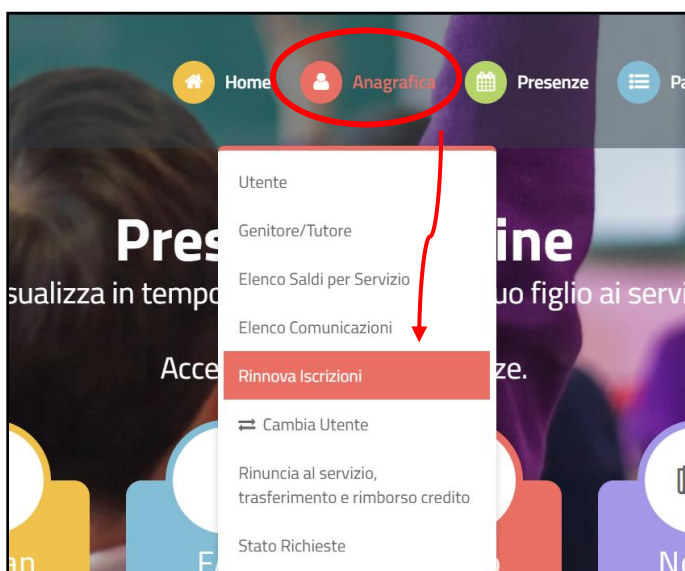 Home Anagrafica Presenze Pa
Utente
Genitore/Tutore
Pres ine
Elenco Saldi per Servizio
sualizza in tempo uo figlio ai servi
Elenco Comunicazioni
Acce ze.
Rinnova Iscrizioni
Cambia Utente
Rinuncia al servizio,
trasferimento e rimborso credito
Stato Richieste